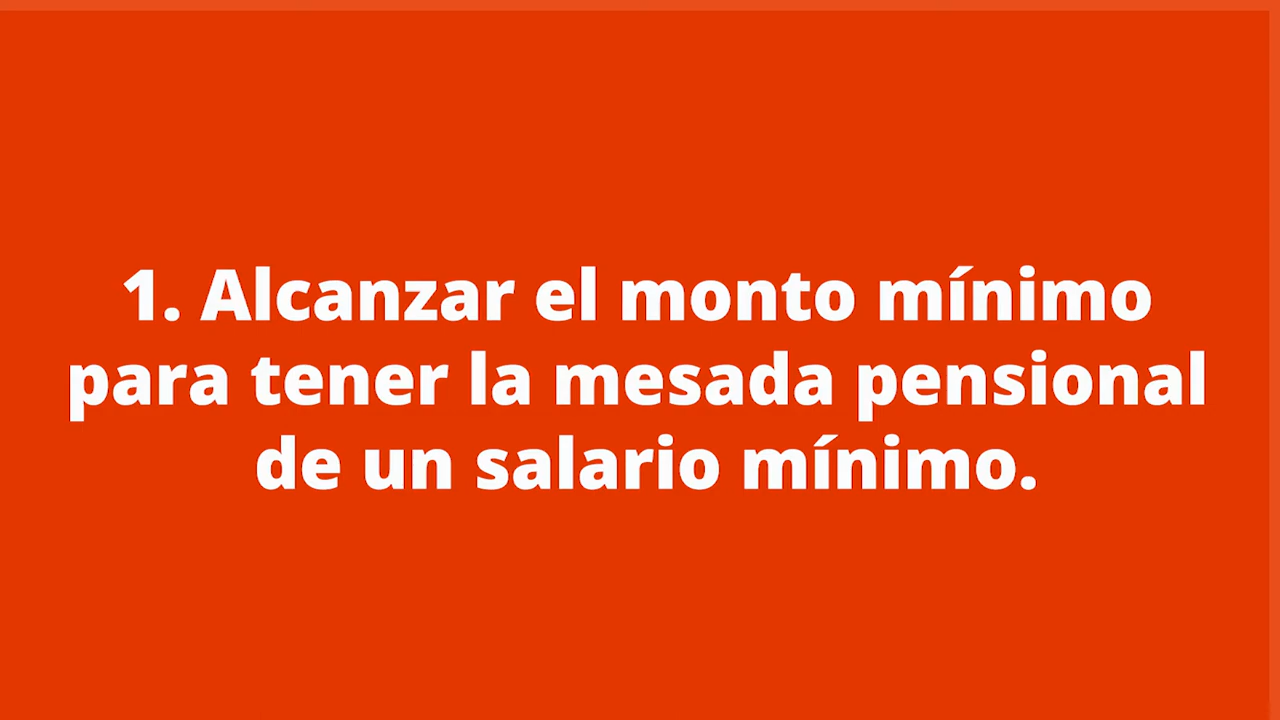 1. Alcanzar el monto mínimo
para tener la mesada pensional
de un salario mínimo.